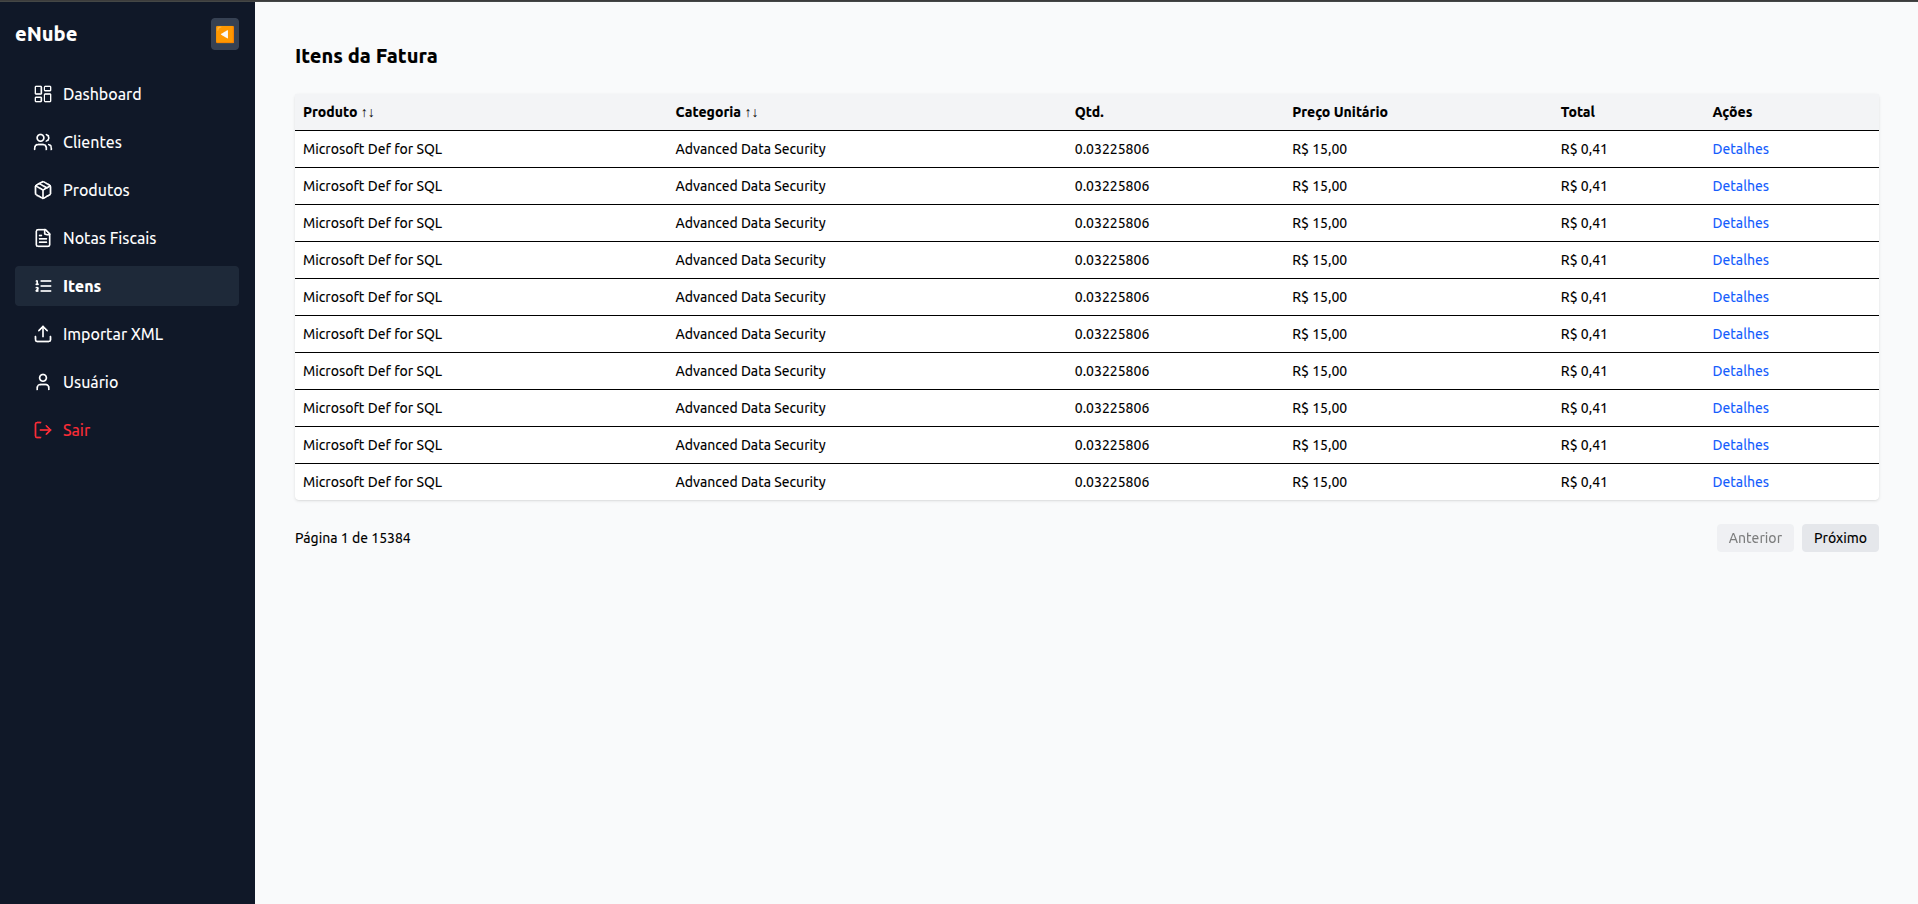 eNube
Dashboard
Clientes
Produtos
Notas Fiscais
Itens
Importar XML
Usuário
Sair
Itens da Fatura
Produto ↑↓ Categoria ↑↓ Qtd. Preço Unitário Total Ações
Microsoft Def for SQL Advanced Data Security 0.03225806 R$ 15,00 R$ 0,41 Detalhes
Microsoft Def for SQL Advanced Data Security 0.03225806 R$ 15,00 R$ 0,41 Detalhes
Microsoft Def for SQL Advanced Data Security 0.03225806 R$ 15,00 R$ 0,41 Detalhes
Microsoft Def for SQL Advanced Data Security 0.03225806 R$ 15,00 R$ 0,41 Detalhes
Microsoft Def for SQL Advanced Data Security 0.03225806 R$ 15,00 R$ 0,41 Detalhes
Microsoft Def for SQL Advanced Data Security 0.03225806 R$ 15,00 R$ 0,41 Detalhes
Microsoft Def for SQL Advanced Data Security 0.03225806 R$ 15,00 R$ 0,41 Detalhes
Microsoft Def for SQL Advanced Data Security 0.03225806 R$ 15,00 R$ 0,41 Detalhes
Microsoft Def for SQL Advanced Data Security 0.03225806 R$ 15,00 R$ 0,41 Detalhes
Microsoft Def for SQL Advanced Data Security 0.03225806 R$ 15,00 R$ 0,41 Detalhes
Página 1 de 15384 Anterior Próximo